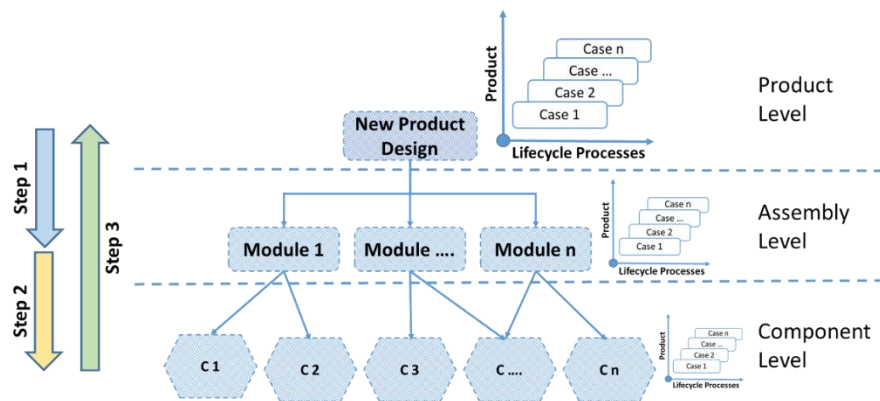 Case n
Case ...
Case 2
Case 1
Product
Lifecycle Processes
Product
Level
New Product
Design
Step 1
Step 3
Step 2
Module 1
Module ....
Module n
Case n
Case ...
Case 2
Case 1
Product
Lifecycle Processes
Assembly
Level
C 1
C 2
C 3
C ....
C n
Case n
Case ...
Case 2
Case 1
Product
Lifecycle Processes
Component
Level